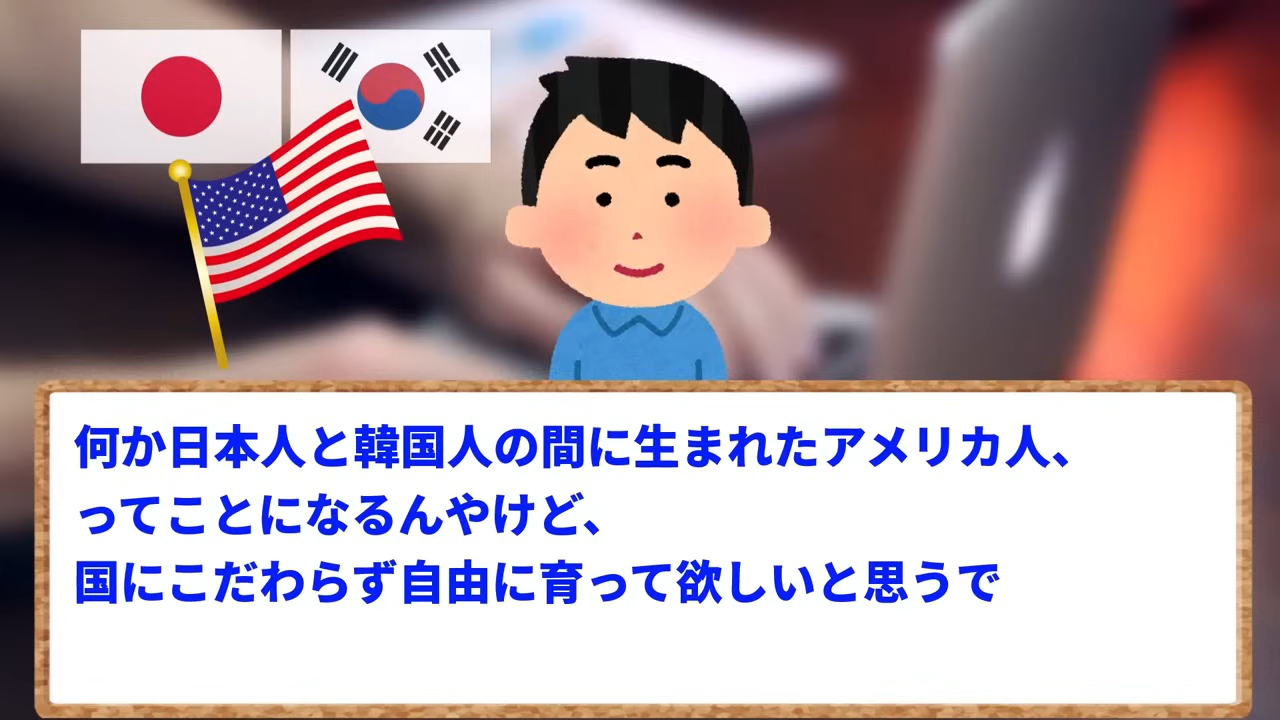 何か日本人と韓国人の間に生まれたアメリカ人、
ってことになるんやけど、
国にこだわらず自由に育って欲しいと思うで